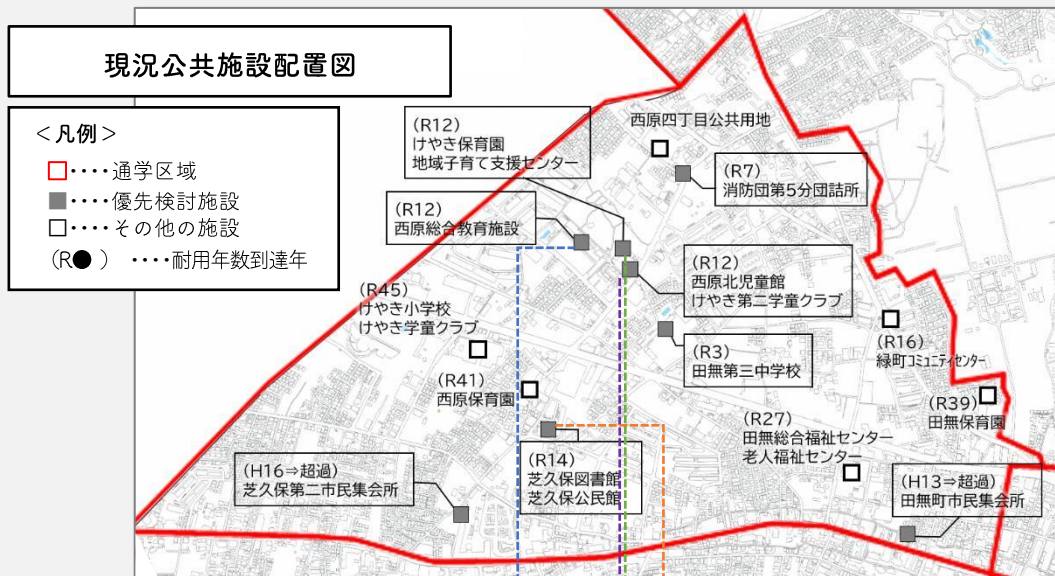 現況公共施設配置図
<凡例>
□‥‥通学区域
■‥‥優先検討施設
□‥‥その他の施設
(R●) ‥‥耐用年数到達年
(R12)
けやき保育園
地域子育て支援センター
西原四丁目公共用地
(R7)
消防団第5分団詰所
(R12)
西原総合教育施設
(R12)
西原北児童館
けやき第二学童クラブ
(R45)
けやき小学校
けやき学童クラブ
(R3)
田無第三中学校
(R16)
緑町コミュニティセンター
(R41)
西原保育園
(R39)
田無保育園
(R27)
田無総合福祉センター
老人福祉センター
(R14)
芝久保図書館
芝久保公民館
(H16⇒超過)
芝久保第二市民集会所
(H13⇒超過)
田無町市民集会所